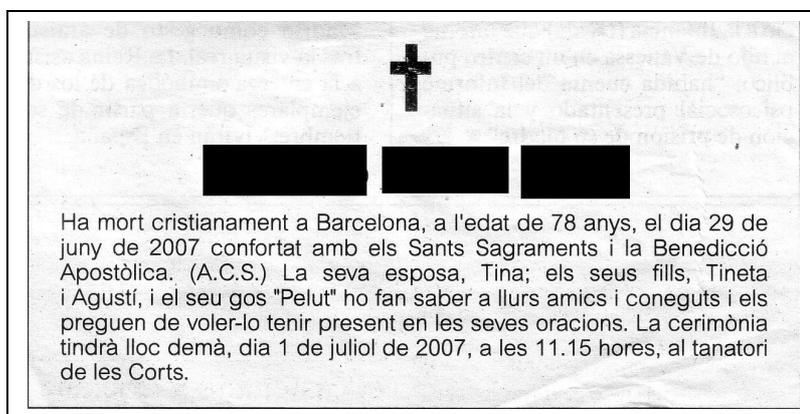 Ha mort cristianament a Barcelona, a l'edat de 78 anys, el dia 29 de
juny de 2007 confortat amb els Sants Sagraments i la Benedicció
Apostòlica. (A.C.S.) La seva esposa, Tina; els seus fills, Tineta
i Agustí, i el seu gos "Pelut" ho fan saber a llurs amics i coneguts i els
preguen de voler-lo tenir present en les seves oracions. La cerimònia
tindrà lloc demà, dia 1 de juliol de 2007, a les 11.15 hores, al tanatori
de les Corts.